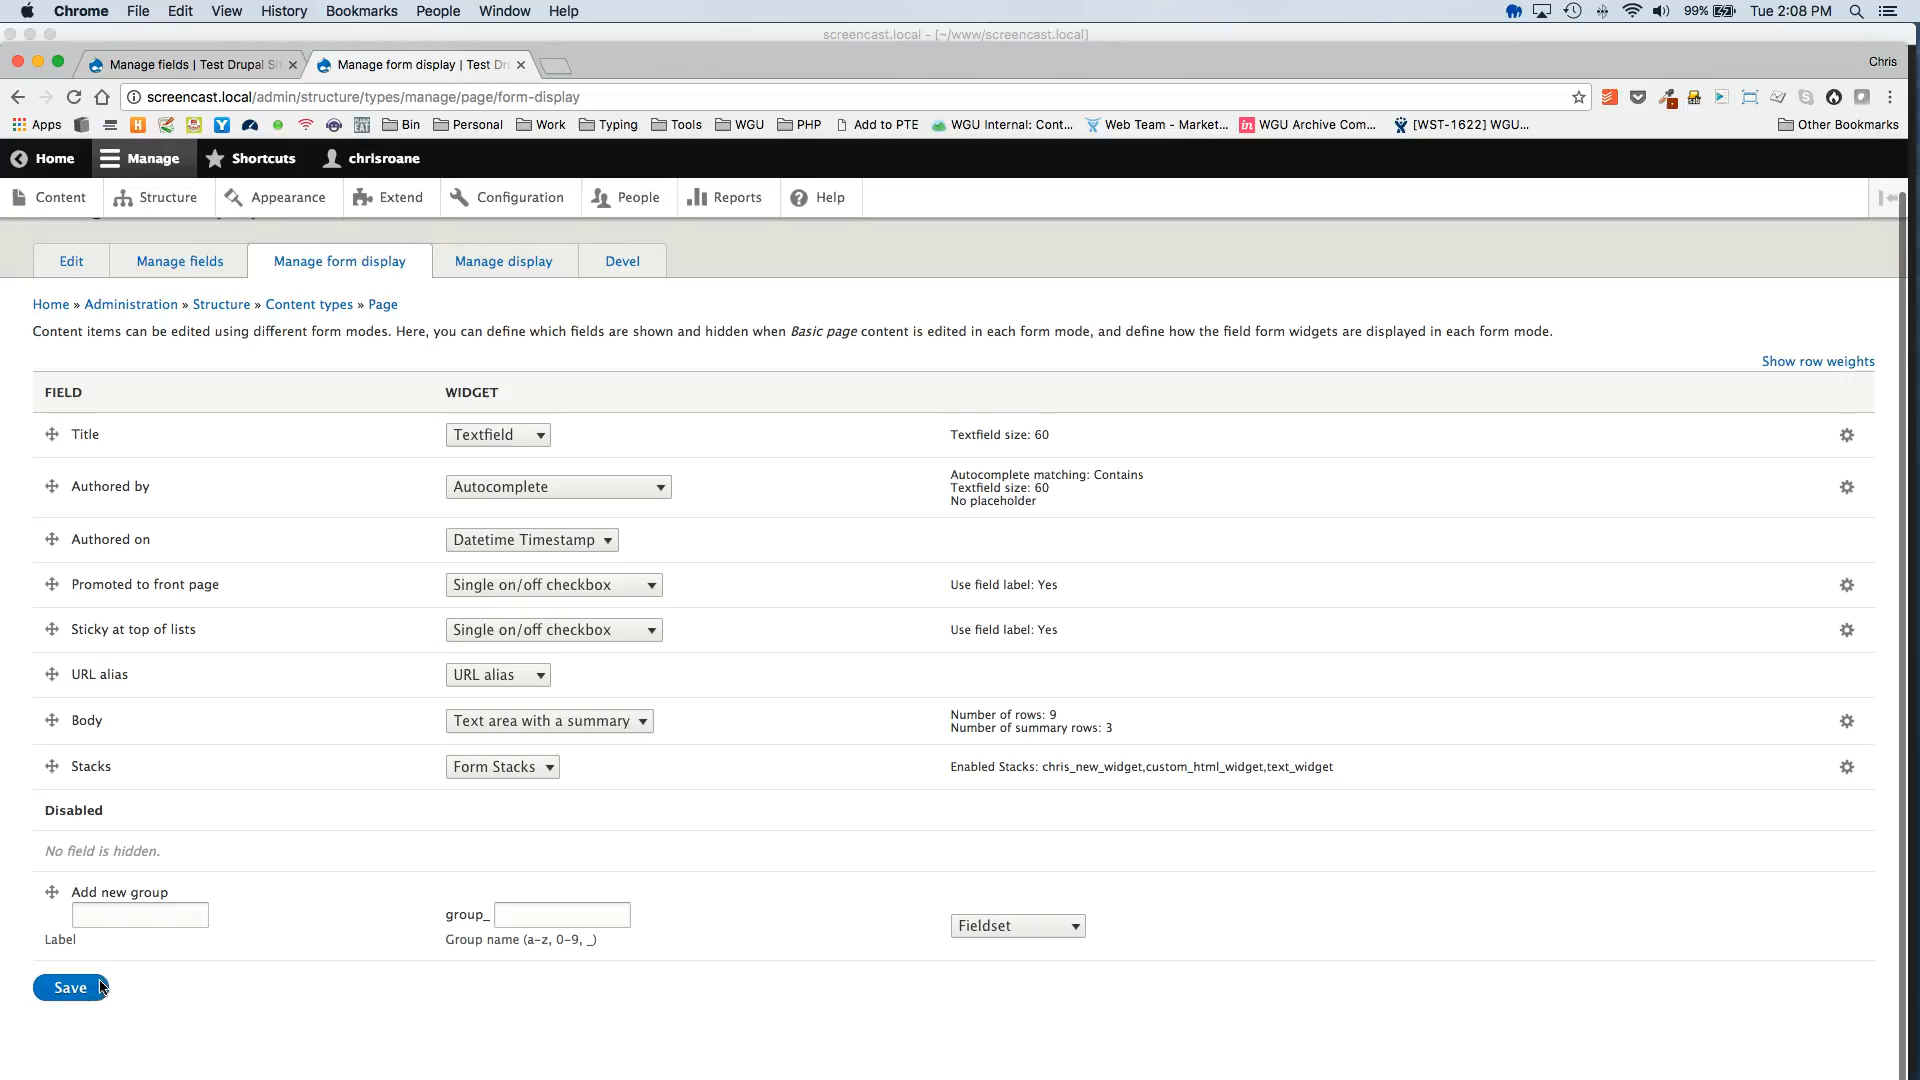 Chrome File Edit View History Bookmarks People Window Help 99% Tue 2:08 PM
screencast.local - [~/www/screencast.local]
Manage fields | Test Drupal Si Manage form display | Test Dr Chris
screencast.local/admin/structure/types/manage/page/form-display
Apps Bin Personal Work Typing Tools WGU PHP Add to PTE WGU Internal: Cont... Web Team - Market... WGU Archive Com... [WST-1622] WGU... Other Bookmarks
Home Manage Shortcuts chrisroane
Content Structure Appearance Extend Configuration People Reports Help
Edit Manage fields Manage form display Manage display Devel
Home » Administration » Structure » Content types » Page
Content items can be edited using different form modes. Here, you can define which fields are shown and hidden when Basic page content is edited in each form mode, and define how the field form widgets are displayed in each form mode.
Show row weights
FIELD WIDGET
Title Textfield Textfield size: 60
Authored by Autocomplete Autocomplete matching: Contains
Textfield size: 60
No placeholder
Authored on Datetime Timestamp
Promoted to front page Single on/off checkbox Use field label: Yes
Sticky at top of lists Single on/off checkbox Use field label: Yes
URL alias URL alias
Body Text area with a summary Number of rows: 9
Number of summary rows: 3
Stacks Form Stacks Enabled Stacks: chris_new_widget,custom_html_widget,text_widget
Disabled
No field is hidden.
Add new group
group_ Fieldset
Label Group name (a-z, 0-9, _)
Save